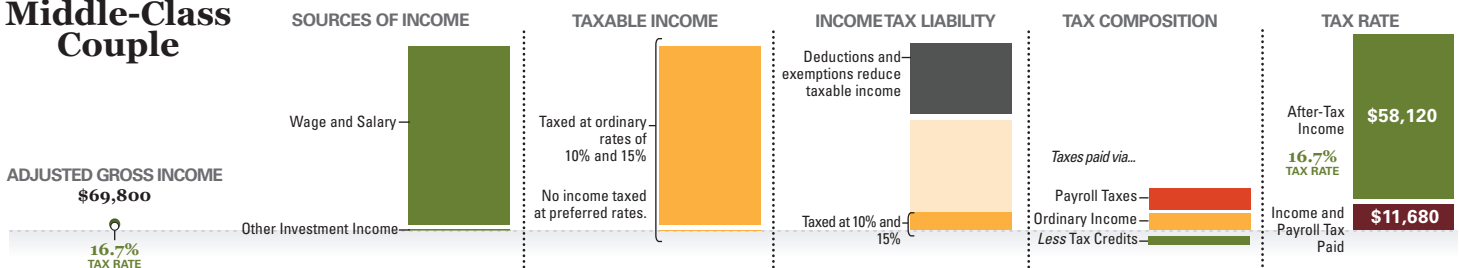 Middle-Class
Couple
ADJUSTED GROSS INCOME
$69,800
16.7%
TAX RATE
SOURCES OF INCOME
Wage and Salary
Other Investment Income
TAXABLE INCOME
Taxed at ordinary
rates of
10% and 15%
No income taxed
at preferred rates.
INCOME TAX LIABILITY
Deductions and
exemptions reduce
taxable income
Taxed at 10% and
15%
TAX COMPOSITION
Taxes paid via...
Payroll Taxes
Ordinary Income
Less Tax Credits
TAX RATE
After-Tax
Income
$58,120
16.7%
TAX RATE
Income and
Payroll Tax
Paid
$11,680